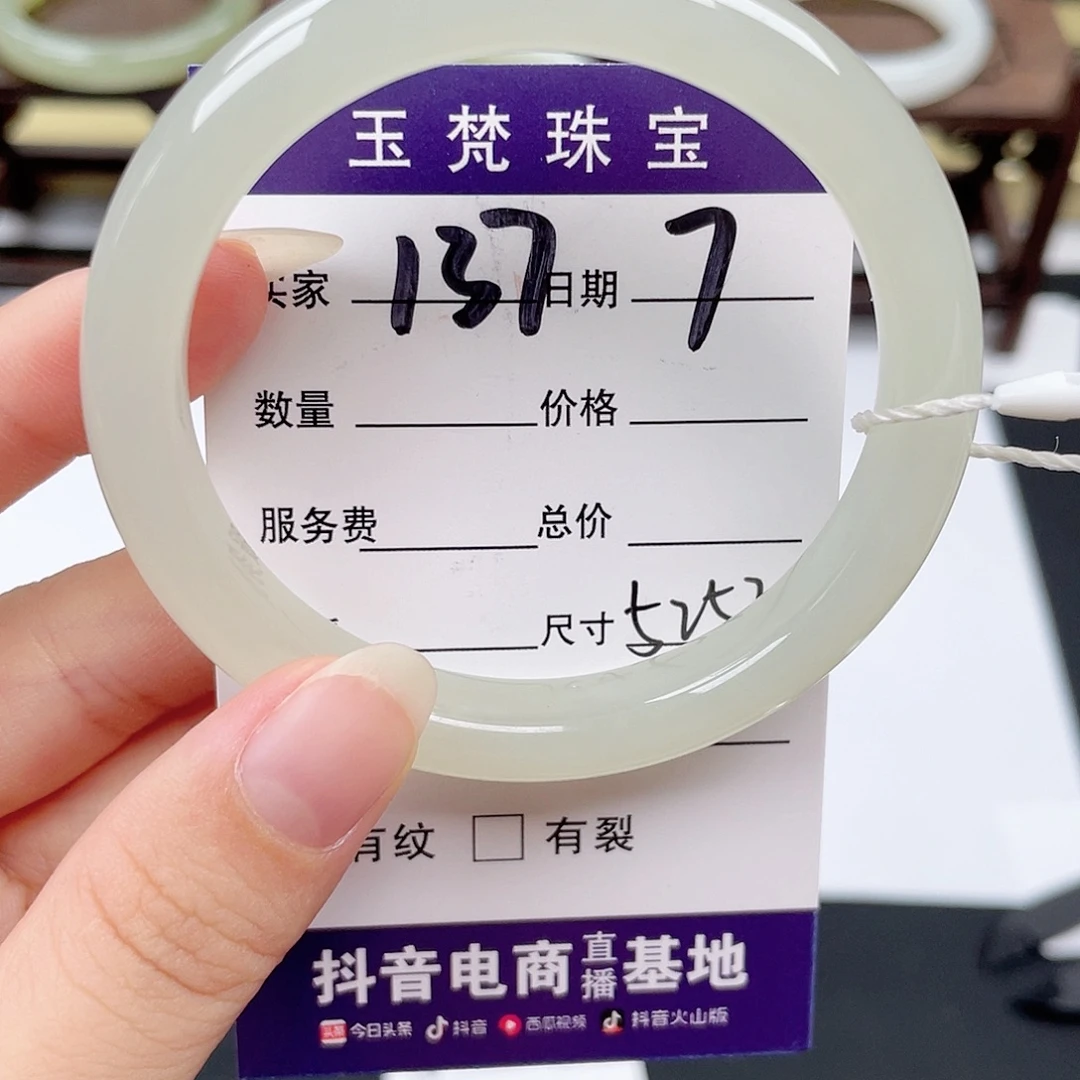 玉梵珠宝
买家 137 日期 7
数量 价格
服务费 总价
尺寸 5252
有纹 □ 有裂
抖音电商直播基地
今日头条 抖音 西瓜视频 抖音火山版